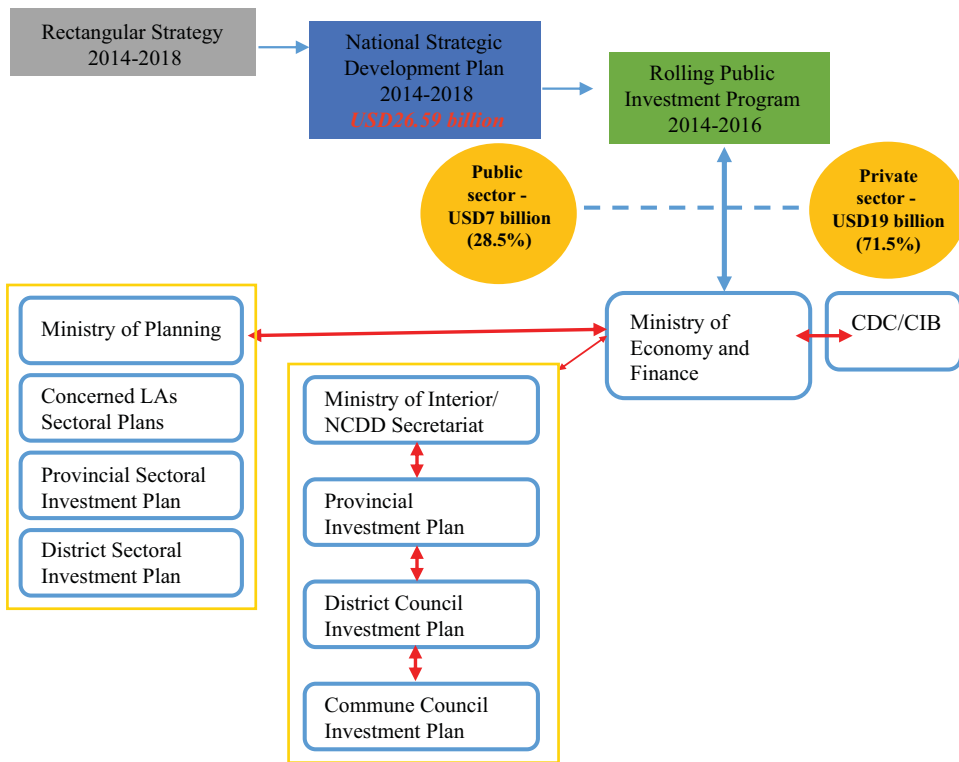 Rectangular Strategy
2014-2018
National Strategic
Development Plan
2014-2018
USD26.59 billion
Rolling Public
Investment Program
2014-2016
Public
sector -
USD7 billion
(28.5%)
Private
sector -
USD19 billion
(71.5%)
Ministry of Planning
Concerned LAs
Sectoral Plans
Provincial Sectoral
Investment Plan
District Sectoral
Investment Plan
Ministry of Interior/
NCDD Secretariat
Provincial
Investment Plan
District Council
Investment Plan
Commune Council
Investment Plan
Ministry of
Economy and
Finance
CDC/CIB